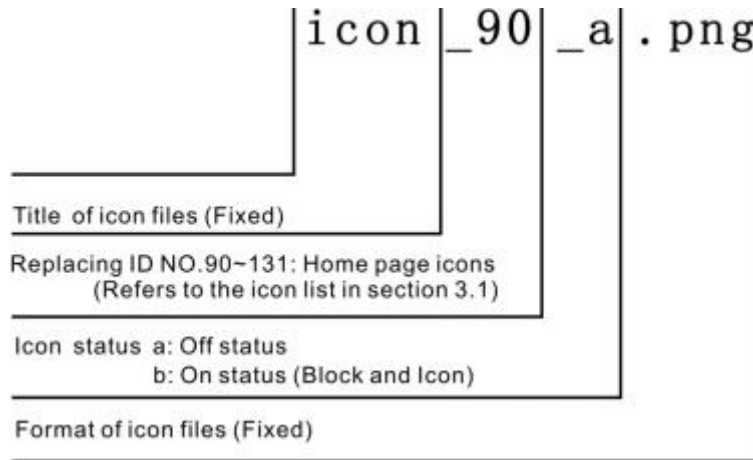 icon _90 _a .png
Title of icon files (Fixed)
Replacing ID NO.90~131: Home page icons
(Refers to the icon list in section 3.1)
Icon status a: Off status
b: On status (Block and Icon)
Format of icon files (Fixed)